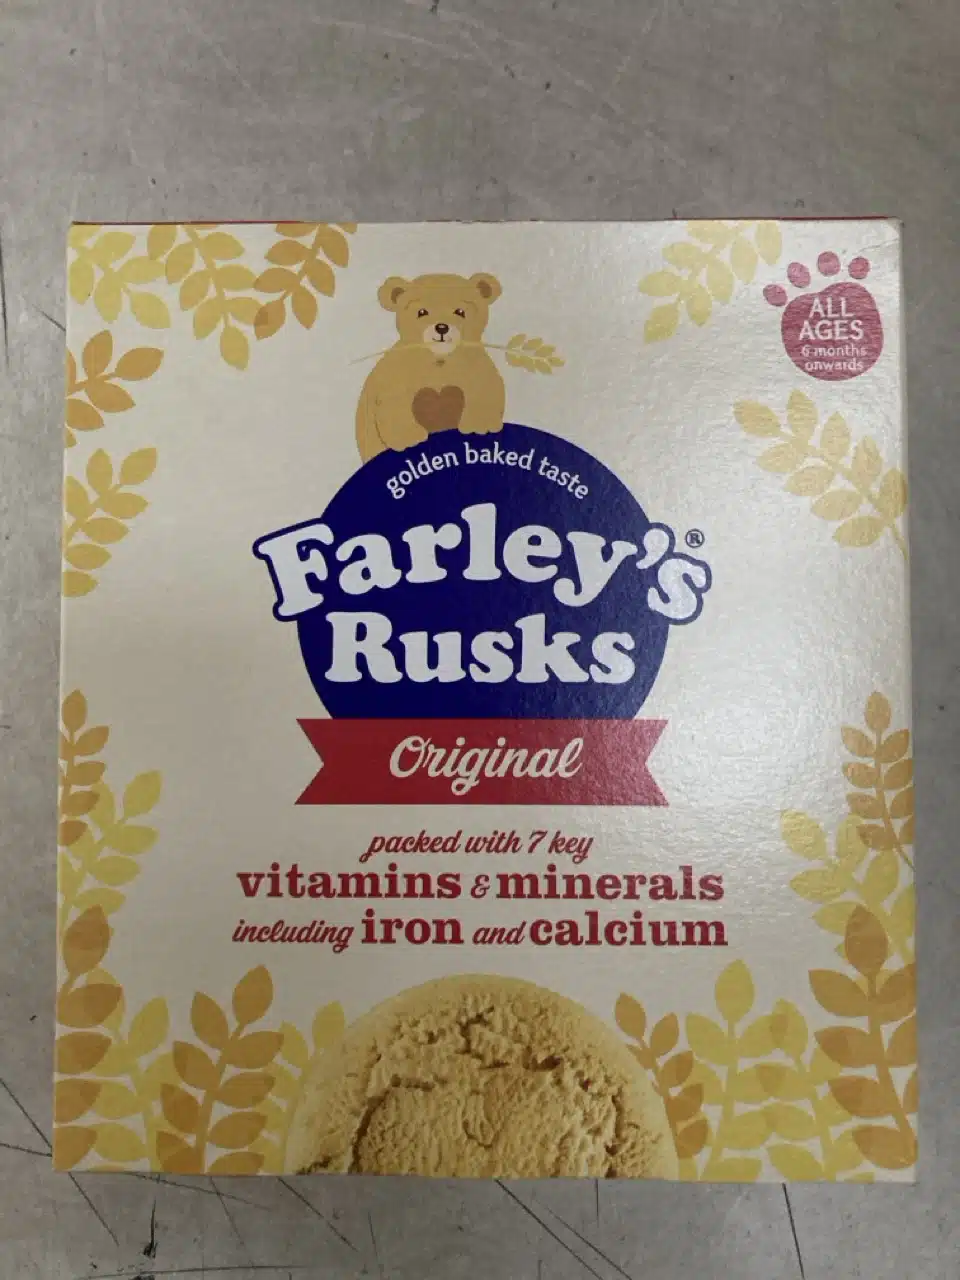 ALL
AGES
6 months
onwards
golden baked taste
Farley's®
Rusks
Original
packed with 7 key
vitamins & minerals
including iron and calcium